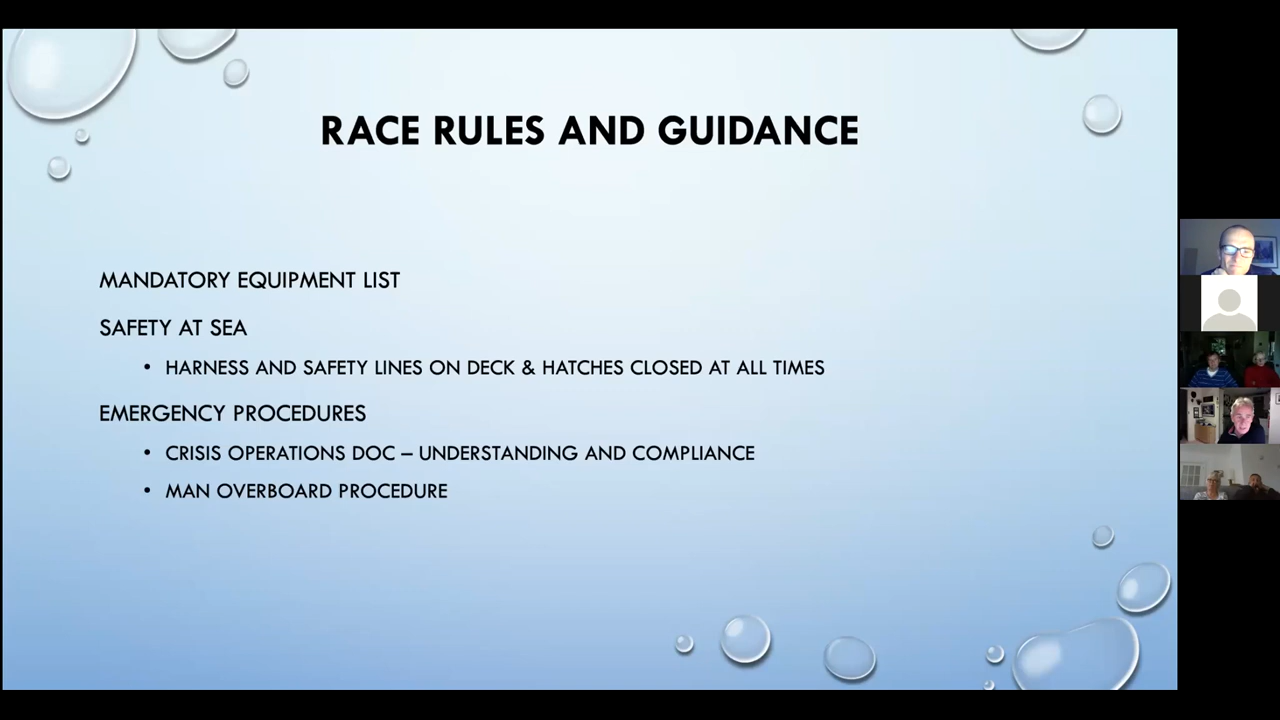 RACE RULES AND GUIDANCE
MANDATORY EQUIPMENT LIST
SAFETY AT SEA
• HARNESS AND SAFETY LINES ON DECK & HATCHES CLOSED AT ALL TIMES
EMERGENCY PROCEDURES
• CRISIS OPERATIONS DOC – UNDERSTANDING AND COMPLIANCE
• MAN OVERBOARD PROCEDURE